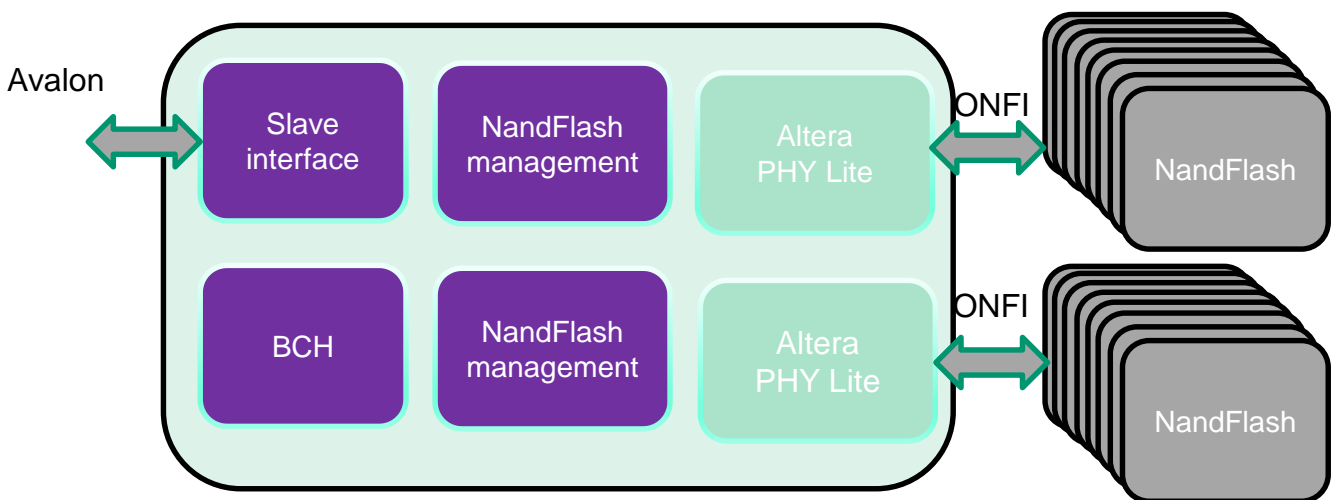 Avalon
Slave
interface
NandFlash
management
Altera
PHY Lite
ONFI
NandFlash
BCH
NandFlash
management
Altera
PHY Lite
ONFI
NandFlash